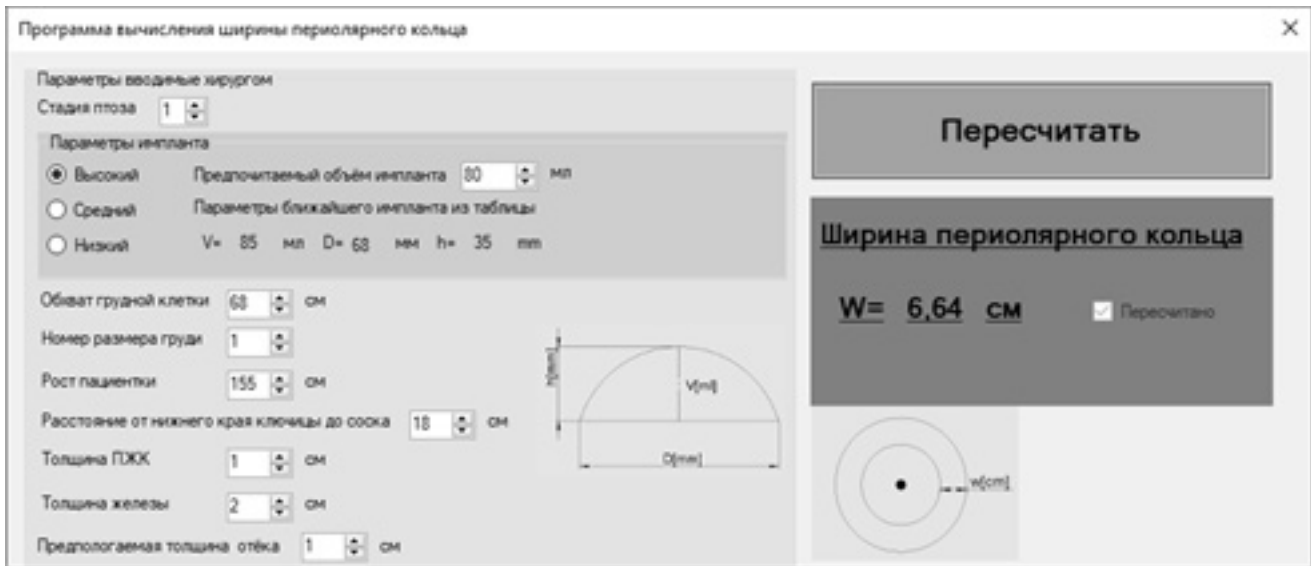 Программа вычисления ширины периолярного кольца
Параметры вводимые хирургом
Стадия птоза 1
Параметры импланта
Высокий Предпочитаемый объём импланта 80 мл
Средний Параметры ближайшего импланта из таблицы
Низкий V= 85 мл D= 68 мм h= 35 mm
Обхват грудной клетки 68 см
Номер размера груди 1
Рост пациентки 155 см
Расстояние от нижнего края ключицы до соска 18 см
Толщина ПЖК 1 см
Толщина железы 2 см
Предпологаемая толщина отёка 1 см
h[mm]
V[ml]
D[mm]
Пересчитать
Ширина периолярного кольца
W= 6,64 см Пересчитано
w[cm]